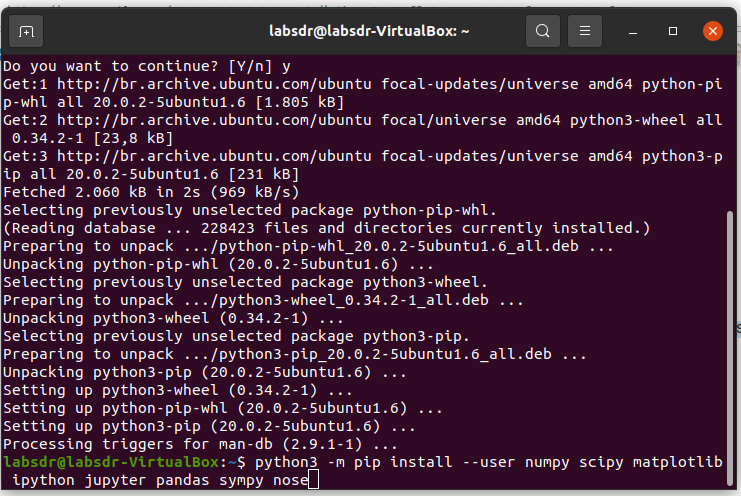 labsdr@labsdr-VirtualBox: ~
Do you want to continue? [Y/n] y
Get:1 http://br.archive.ubuntu.com/ubuntu focal-updates/universe amd64 python-pi
p-whl all 20.0.2-5ubuntu1.6 [1.805 kB]
Get:2 http://br.archive.ubuntu.com/ubuntu focal/universe amd64 python3-wheel all
 0.34.2-1 [23,8 kB]
Get:3 http://br.archive.ubuntu.com/ubuntu focal-updates/universe amd64 python3-p
ip all 20.0.2-5ubuntu1.6 [231 kB]
Fetched 2.060 kB in 2s (969 kB/s)
Selecting previously unselected package python-pip-whl.
(Reading database ... 228423 files and directories currently installed.)
Preparing to unpack .../python-pip-whl_20.0.2-5ubuntu1.6_all.deb ...
Unpacking python-pip-whl (20.0.2-5ubuntu1.6) ...
Selecting previously unselected package python3-wheel.
Preparing to unpack .../python3-wheel_0.34.2-1_all.deb ...
Unpacking python3-wheel (0.34.2-1) ...
Selecting previously unselected package python3-pip.
Preparing to unpack .../python3-pip_20.0.2-5ubuntu1.6_all.deb ...
Unpacking python3-pip (20.0.2-5ubuntu1.6) ...
Setting up python3-wheel (0.34.2-1) ...
Setting up python-pip-whl (20.0.2-5ubuntu1.6) ...
Setting up python3-pip (20.0.2-5ubuntu1.6) ...
Processing triggers for man-db (2.9.1-1) ...
labsdr@labsdr-VirtualBox:~$ python3 -m pip install --user numpy scipy matplotlib
 ipython jupyter pandas sympy nose